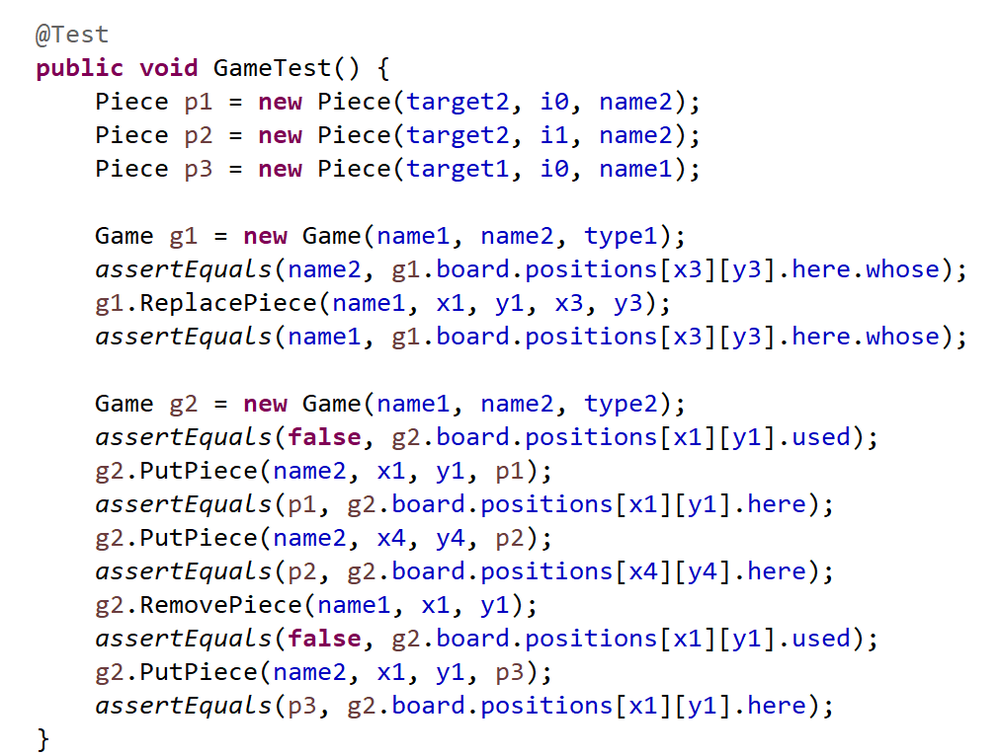 @Test
public void GameTest() {
    Piece p1 = new Piece(target2, i0, name2);
    Piece p2 = new Piece(target2, i1, name2);
    Piece p3 = new Piece(target1, i0, name1);

    Game g1 = new Game(name1, name2, type1);
    assertEquals(name2, g1.board.positions[x3][y3].here.whose);
    g1.ReplacePiece(name1, x1, y1, x3, y3);
    assertEquals(name1, g1.board.positions[x3][y3].here.whose);

    Game g2 = new Game(name1, name2, type2);
    assertEquals(false, g2.board.positions[x1][y1].used);
    g2.PutPiece(name2, x1, y1, p1);
    assertEquals(p1, g2.board.positions[x1][y1].here);
    g2.PutPiece(name2, x4, y4, p2);
    assertEquals(p2, g2.board.positions[x4][y4].here);
    g2.RemovePiece(name1, x1, y1);
    assertEquals(false, g2.board.positions[x1][y1].used);
    g2.PutPiece(name2, x1, y1, p3);
    assertEquals(p3, g2.board.positions[x1][y1].here);
}